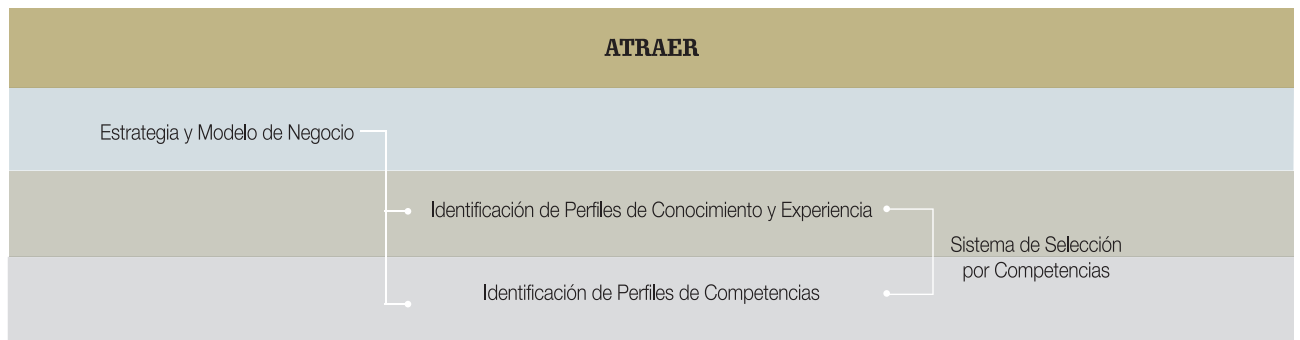 ATRAER
Estrategia y Modelo de Negocio
Identificación de Perfiles de Conocimiento y Experiencia
Sistema de Selección
por Competencias
Identificación de Perfiles de Competencias